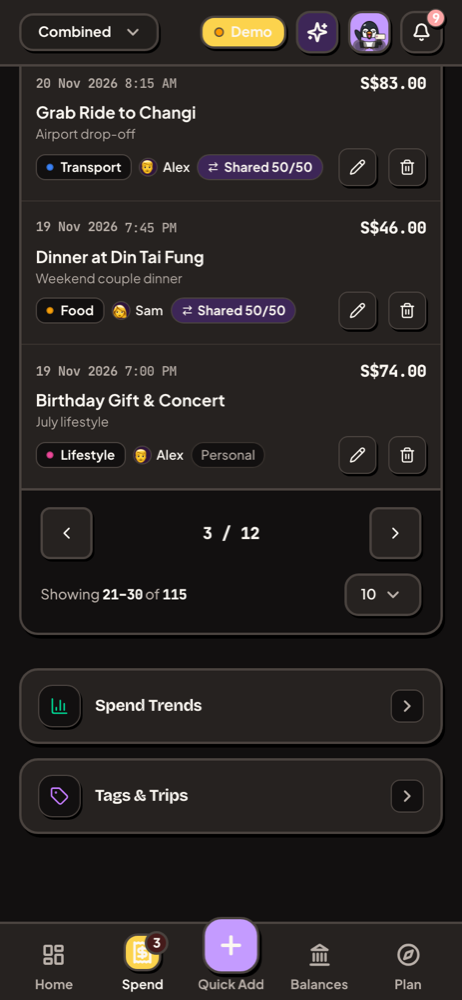 Combined
Demo
9
20 Nov 2026 8:15 AM
S$83.00
Grab Ride to Changi
Airport drop-off
Transport
Alex
Shared 50/50
19 Nov 2026 7:45 PM
S$46.00
Dinner at Din Tai Fung
Weekend couple dinner
Food
Sam
Shared 50/50
19 Nov 2026 7:00 PM
S$74.00
Birthday Gift & Concert
July lifestyle
Lifestyle
Alex
Personal
3 / 12
Showing 21–30 of 115
10
Spend Trends
Tags & Trips
3
Home
Spend
Quick Add
Balances
Plan